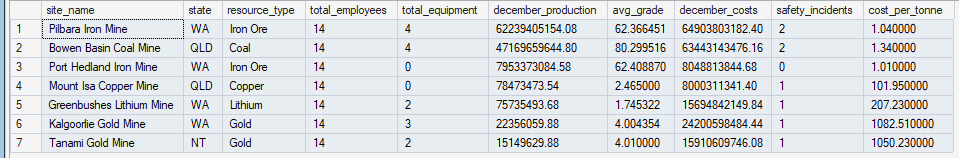 site_name state resource_type total_employees total_equipment december_production avg_grade december_costs safety_incidents cost_per_tonne
1 Pilbara Iron Mine WA Iron Ore 14 4 62239405154.08 62.366451 64903803182.40 2 1.040000
2 Bowen Basin Coal Mine QLD Coal 14 4 47169659644.80 80.299516 63443143476.16 2 1.340000
3 Port Hedland Iron Mine WA Iron Ore 14 0 7953373084.58 62.408870 8048813844.68 0 1.010000
4 Mount Isa Copper Mine QLD Copper 14 0 78473473.54 2.465000 8000311341.40 1 101.950000
5 Greenbushes Lithium Mine WA Lithium 14 2 75735493.68 1.745322 15694842149.84 1 207.230000
6 Kalgoorlie Gold Mine WA Gold 14 3 22356059.88 4.004354 24200598484.44 1 1082.510000
7 Tanami Gold Mine NT Gold 14 2 15149629.88 4.010000 15910609746.08 1 1050.230000